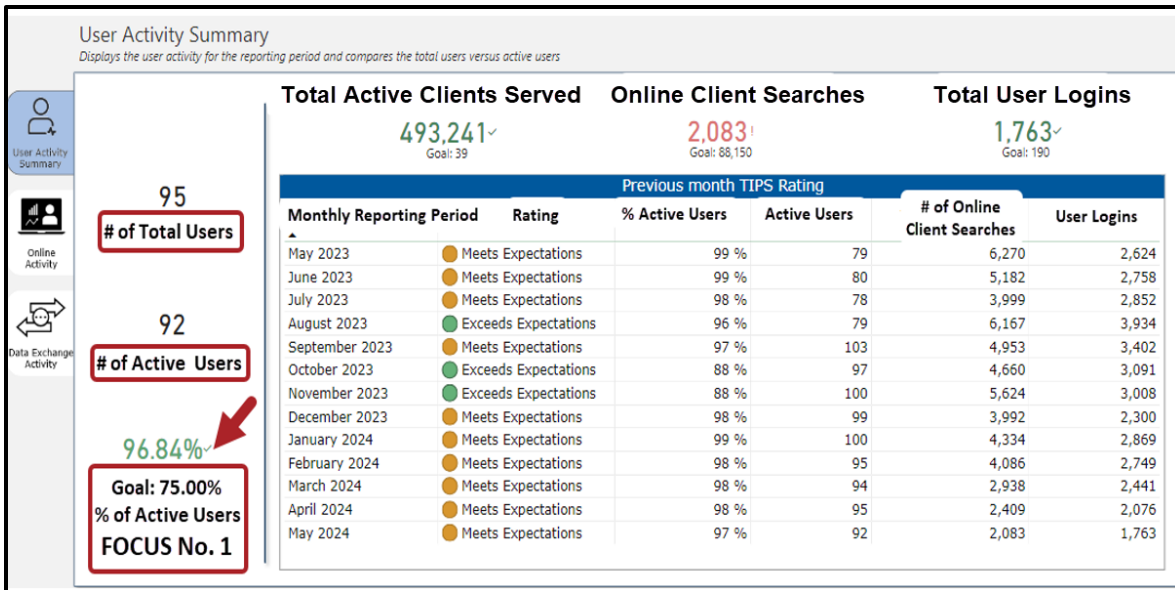 User Activity Summary
Displays the user activity for the reporting period and compares the total users versus active users
User Activity
Summary
Online
Activity
Data Exchange
Activity
95
# of Total Users
92
# of Active Users
96.84%
Goal: 75.00%
% of Active Users
FOCUS No. 1
Total Active Clients Served Online Client Searches Total User Logins
493,241 2,083! 1,763
Goal: 39 Goal: 88,150 Goal: 190
Previous month TIPS Rating
Monthly Reporting Period Rating % Active Users Active Users # of Online Client Searches User Logins
May 2023 Meets Expectations 99 % 79 6,270 2,624
June 2023 Meets Expectations 99 % 80 5,182 2,758
July 2023 Meets Expectations 98 % 78 3,999 2,852
August 2023 Exceeds Expectations 96 % 79 6,167 3,934
September 2023 Meets Expectations 97 % 103 4,953 3,402
October 2023 Exceeds Expectations 88 % 97 4,660 3,091
November 2023 Exceeds Expectations 88 % 100 5,624 3,008
December 2023 Meets Expectations 98 % 99 3,992 2,300
January 2024 Meets Expectations 99 % 100 4,334 2,869
February 2024 Meets Expectations 98 % 95 4,086 2,749
March 2024 Meets Expectations 98 % 94 2,938 2,441
April 2024 Meets Expectations 98 % 95 2,409 2,076
May 2024 Meets Expectations 97 % 92 2,083 1,763